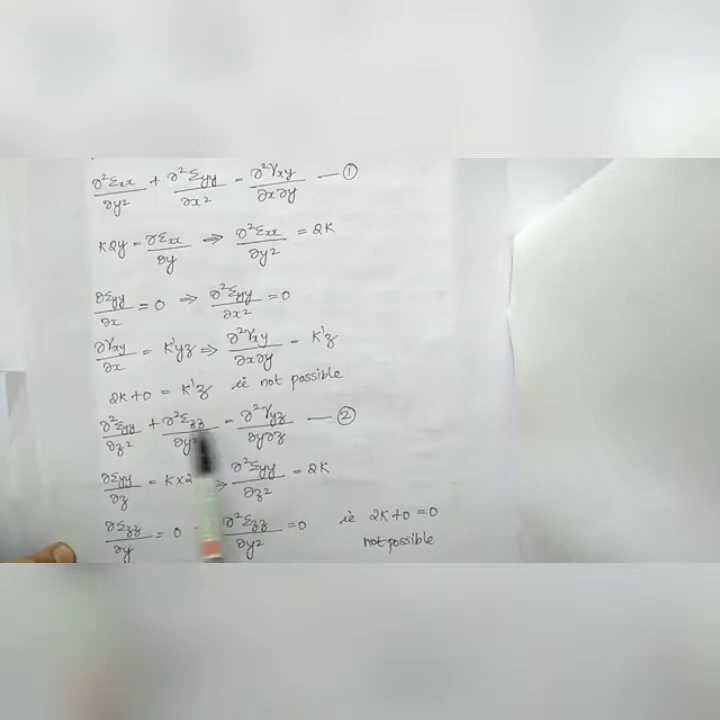 ∂²εxx/∂y² + ∂²εyy/∂x² = ∂²γxy/∂x∂y — ①
K2y = ∂εxx/∂y ⇒ ∂²εxx/∂y² = 2K
∂εyy/∂x = 0 ⇒ ∂²εyy/∂x² = 0
∂γxy/∂x = K'yz ⇒ ∂²γxy/∂x∂y = K'z
2K+0 = K'z ie not possible
∂²εyy/∂z² + ∂²εzz/∂y² = ∂²γyz/∂y∂z — ②
∂εyy/∂z = K×2 ⇒ ∂²εyy/∂z² = 2K
∂εzz/∂y = 0 ∂²εzz/∂y² = 0 ie 2K+0 = 0
not possible